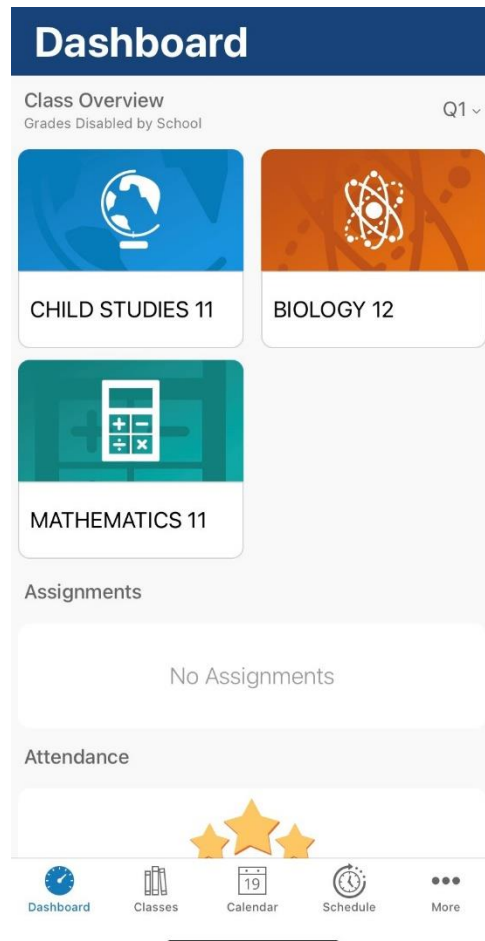 Dashboard
Class Overview
Q1
Grades Disabled by School
CHILD STUDIES 11
BIOLOGY 12
MATHEMATICS 11
Assignments
No Assignments
Attendance
19
Dashboard
Classes
Calendar
Schedule
More